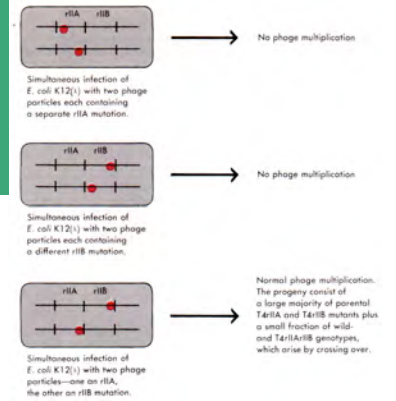 rIIA rIIB
No phage multiplication
Simultaneous infection of
E. coli K12(λ) with two phage
particles each containing
a separate rIIA mutation.
rIIA rIIB
No phage multiplication
Simultaneous infection of
E. coli K12(λ) with two phage
particles each containing
a different rIIB mutation.
rIIA rIIB
Normal phage multiplication.
The progeny consist of
a large majority of parental
T4rIIA and T4rIIB mutants plus
a small fraction of wild-
and T4rIIArIIB genotypes,
which arise by crossing over.
Simultaneous infection of
E. coli K12(λ) with two phage
particles—one an rIIA,
the other an rIIB mutation.